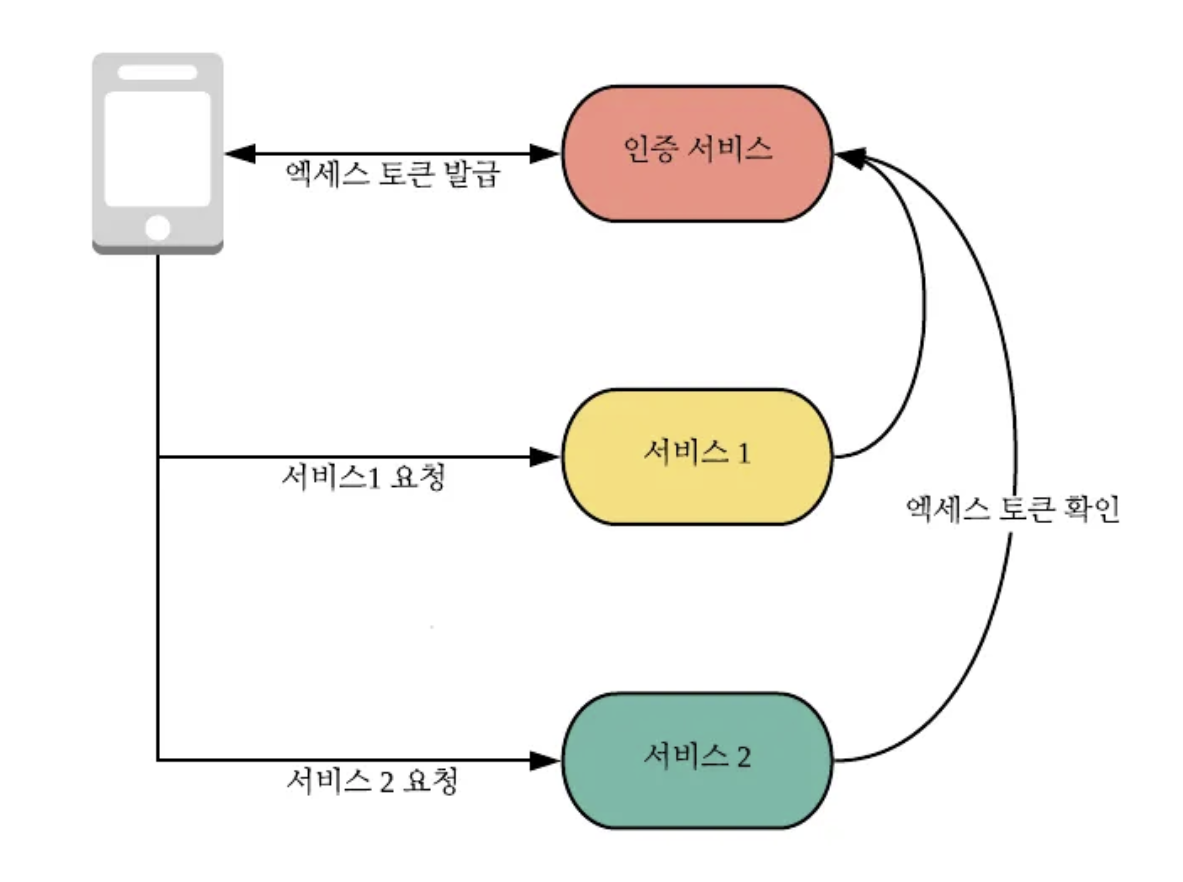 인증 서비스
엑세스 토큰 발급
서비스 1
서비스1 요청
엑세스 토큰 확인
서비스 2
서비스 2 요청